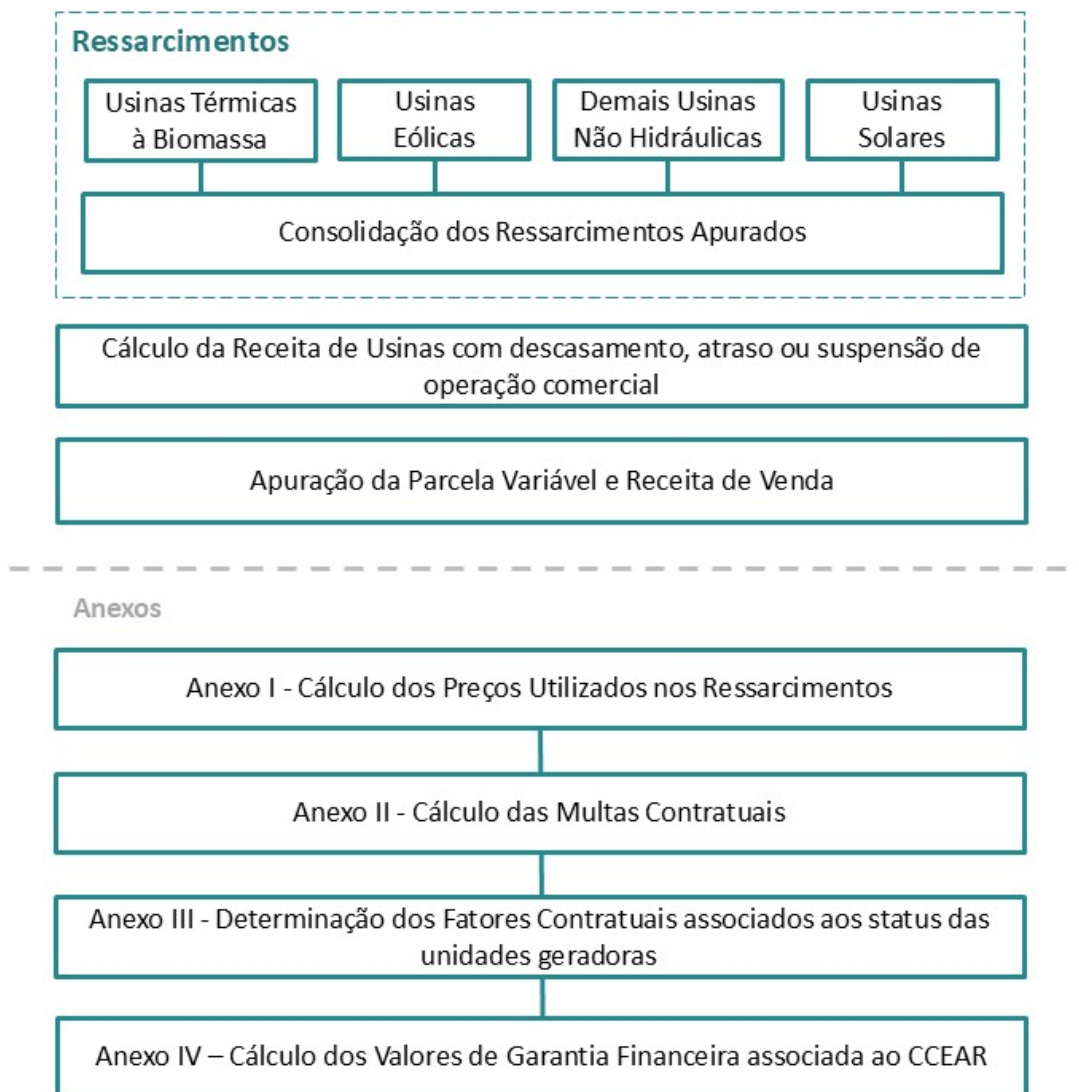 Ressarcimentos
Usinas Térmicas
à Biomassa
Usinas
Eólicas
Demais Usinas
Não Hidráulicas
Usinas
Solares
Consolidação dos Ressarcimentos Apurados
Cálculo da Receita de Usinas com descasamento, atraso ou suspensão de
operação comercial
Apuração da Parcela Variável e Receita de Venda
Anexos
Anexo I - Cálculo dos Preços Utilizados nos Ressarcimentos
Anexo II - Cálculo das Multas Contratuais
Anexo III - Determinação dos Fatores Contratuais associados aos status das
unidades geradoras
Anexo IV – Cálculo dos Valores de Garantia Financeira associada ao CCEAR